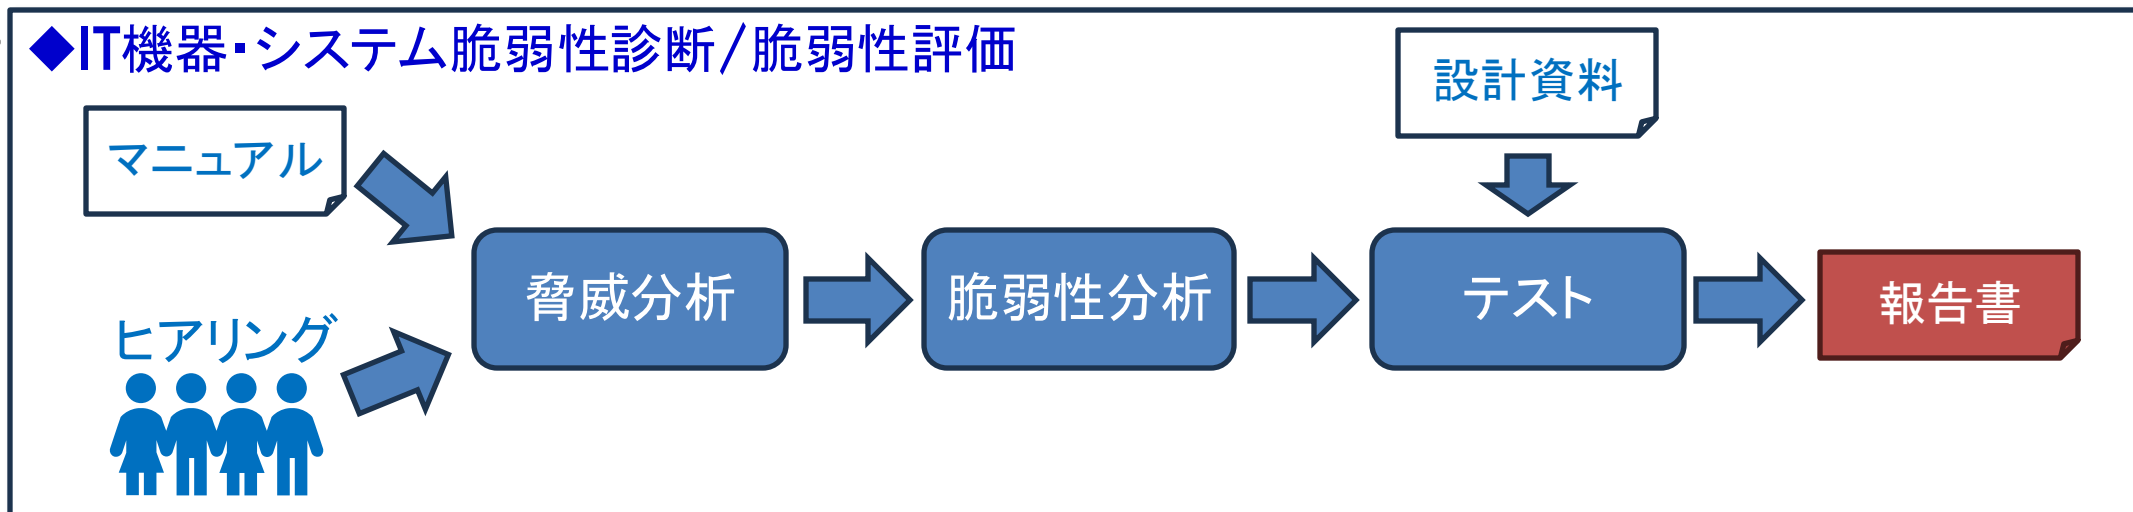 ◆IT機器・システム脆弱性診断/脆弱性評価
設計資料
マニュアル
脅威分析
脆弱性分析
テスト
報告書
ヒアリング